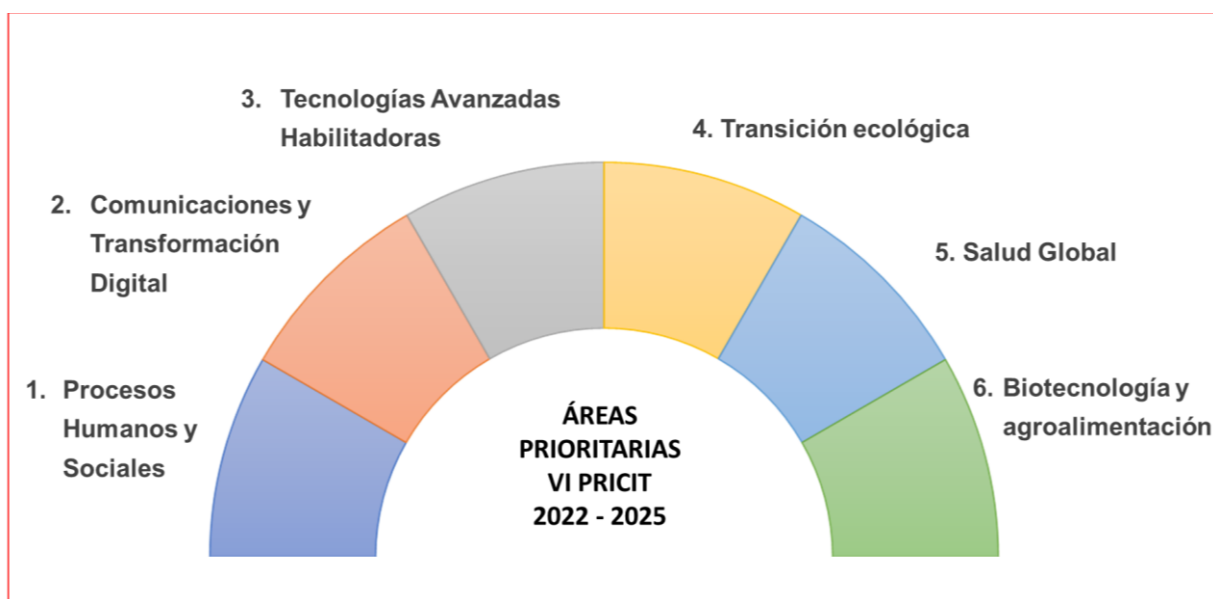 1. Procesos
Humanos y
Sociales
2. Comunicaciones y
Transformación
Digital
3. Tecnologías Avanzadas
Habilitadoras
4. Transición ecológica
5. Salud Global
6. Biotecnología y
agroalimentación
ÁREAS
PRIORITARIAS
VI PRICIT
2022 - 2025